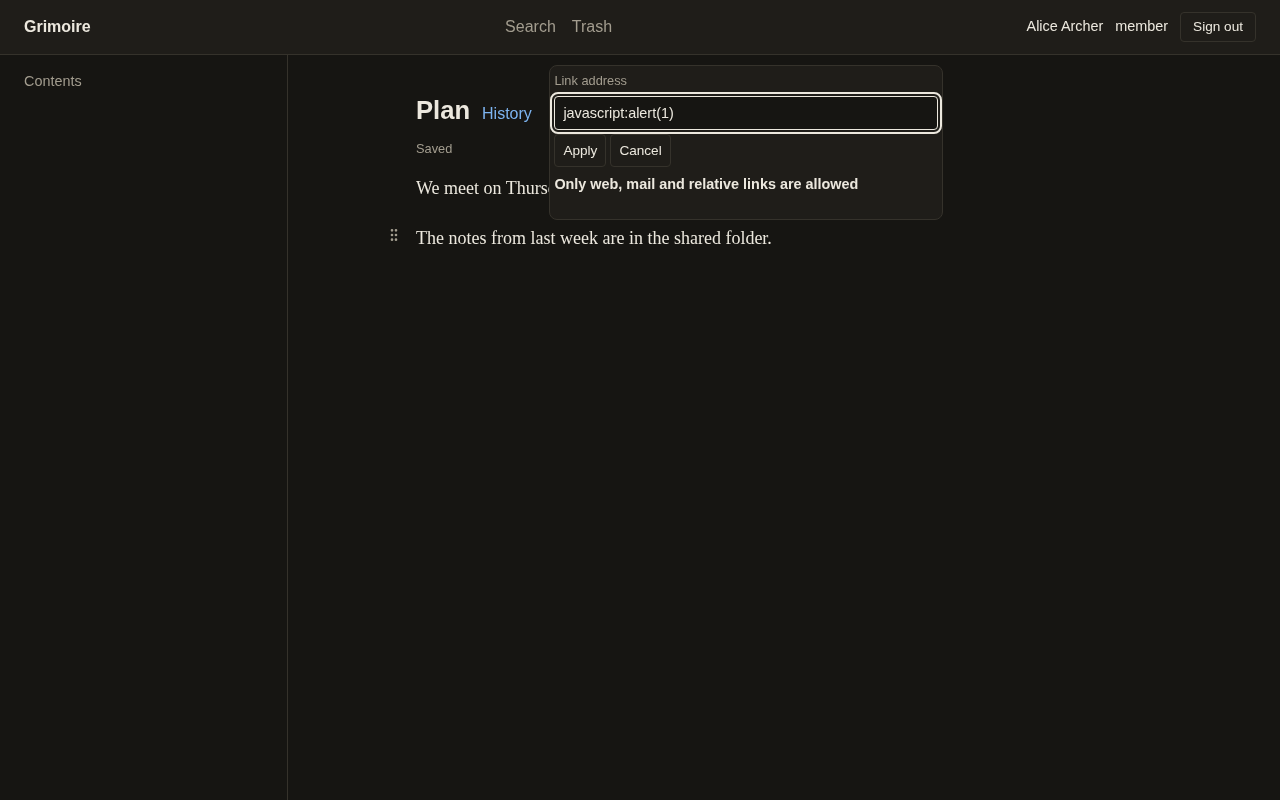 Grimoire
Search Trash
Alice Archer member Sign out
Contents
Plan History
Saved
Link address
javascript:alert(1)
Apply Cancel
Only web, mail and relative links are allowed
We meet on Thurs
The notes from last week are in the shared folder.